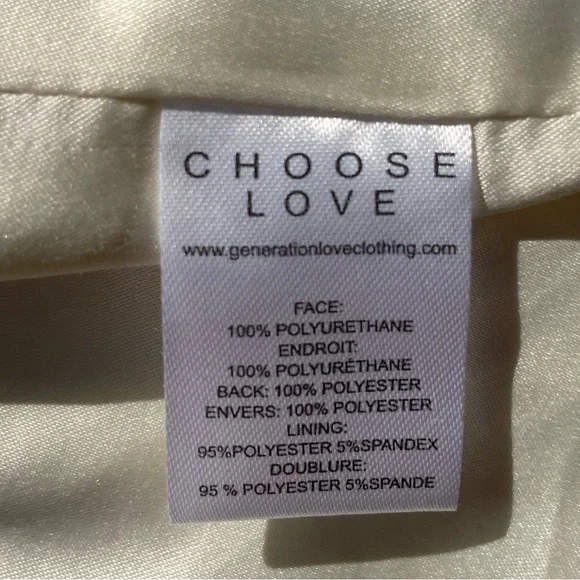 CHOOSE
LOVE
www.generationloveclothing.com
FACE:
100% POLYURETHANE
ENDROIT:
100% POLYURÉTHANE
BACK: 100% POLYESTER
ENVERS: 100% POLYESTER
LINING:
95%POLYESTER 5%SPANDEX
DOUBLURE:
95 % POLYESTER 5%SPANDE